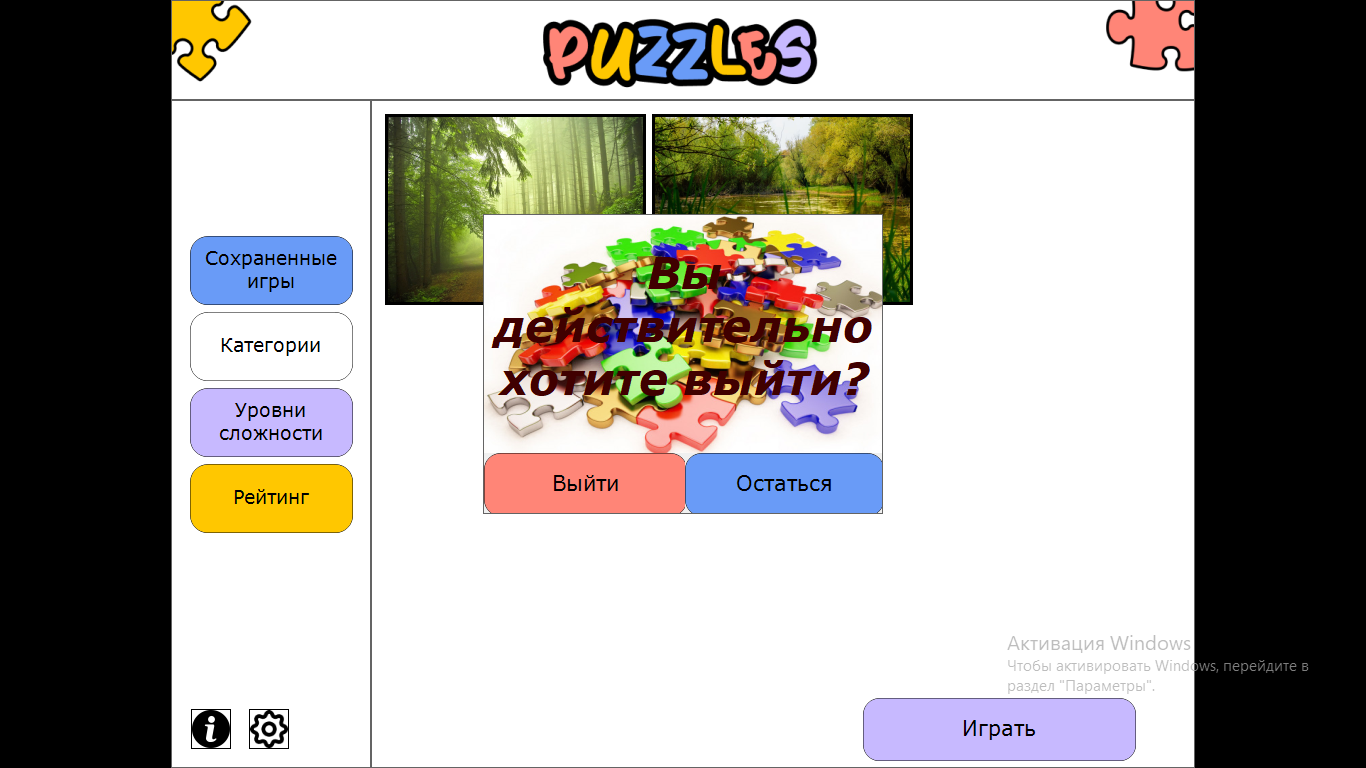 PUZZLES
Сохраненные
игры
Категории
Уровни
сложности
Рейтинг
Вы
действительно
хотите выйти?
Выйти
Остаться
Активация Windows
Чтобы активировать Windows, перейдите в
раздел "Параметры".
i
Играть